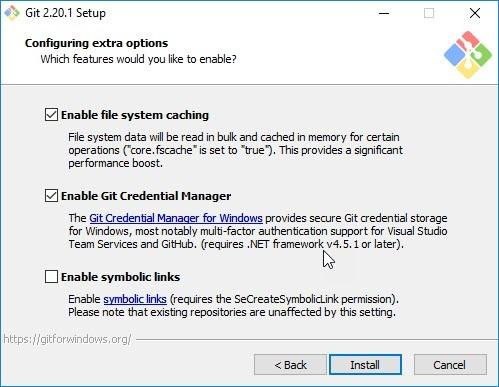 Git 2.20.1 Setup
Configuring extra options
Which features would you like to enable?
Enable file system caching
File system data will be read in bulk and cached in memory for certain
operations ("core.fscache" is set to "true"). This provides a significant
performance boost.
Enable Git Credential Manager
The Git Credential Manager for Windows provides secure Git credential storage
for Windows, most notably multi-factor authentication support for Visual Studio
Team Services and GitHub. (requires .NET framework v4.5.1 or later).
Enable symbolic links
Enable symbolic links (requires the SeCreateSymbolicLink permission).
Please note that existing repositories are unaffected by this setting.
https://gitforwindows.org/
< Back
Install
Cancel